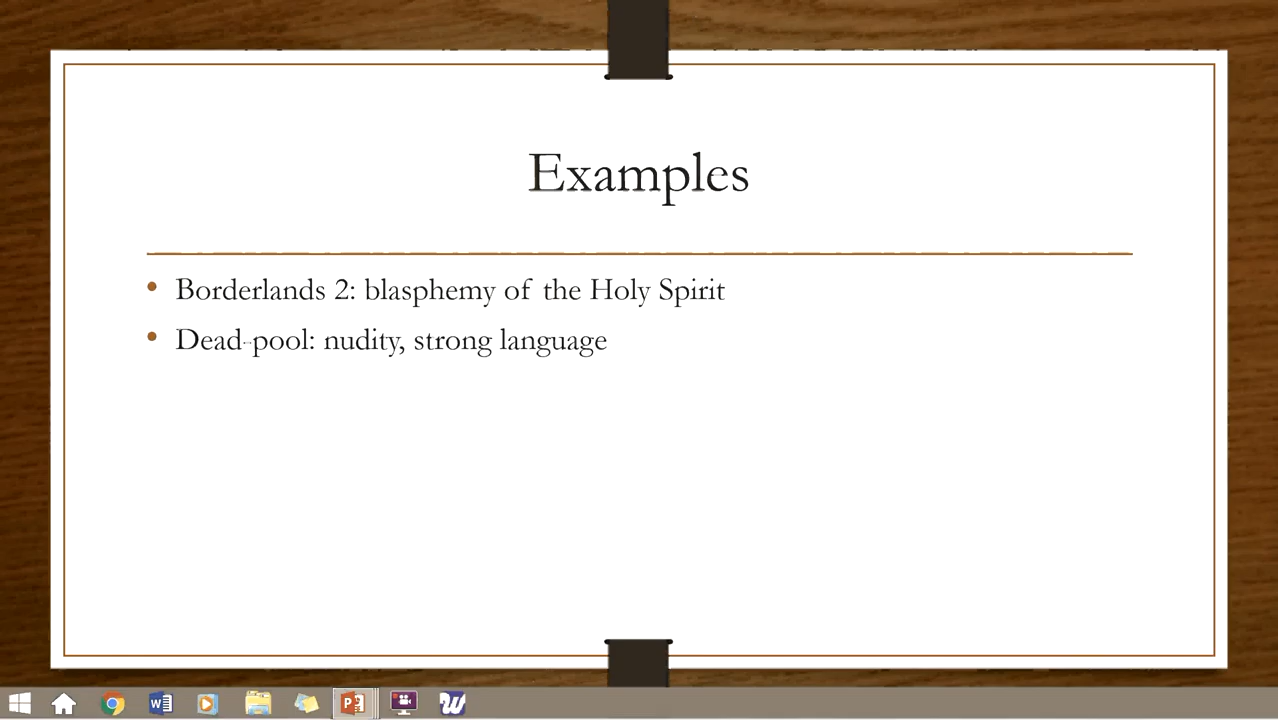 Examples
• Borderlands 2: blasphemy of the Holy Spirit
• Dead-pool: nudity, strong language